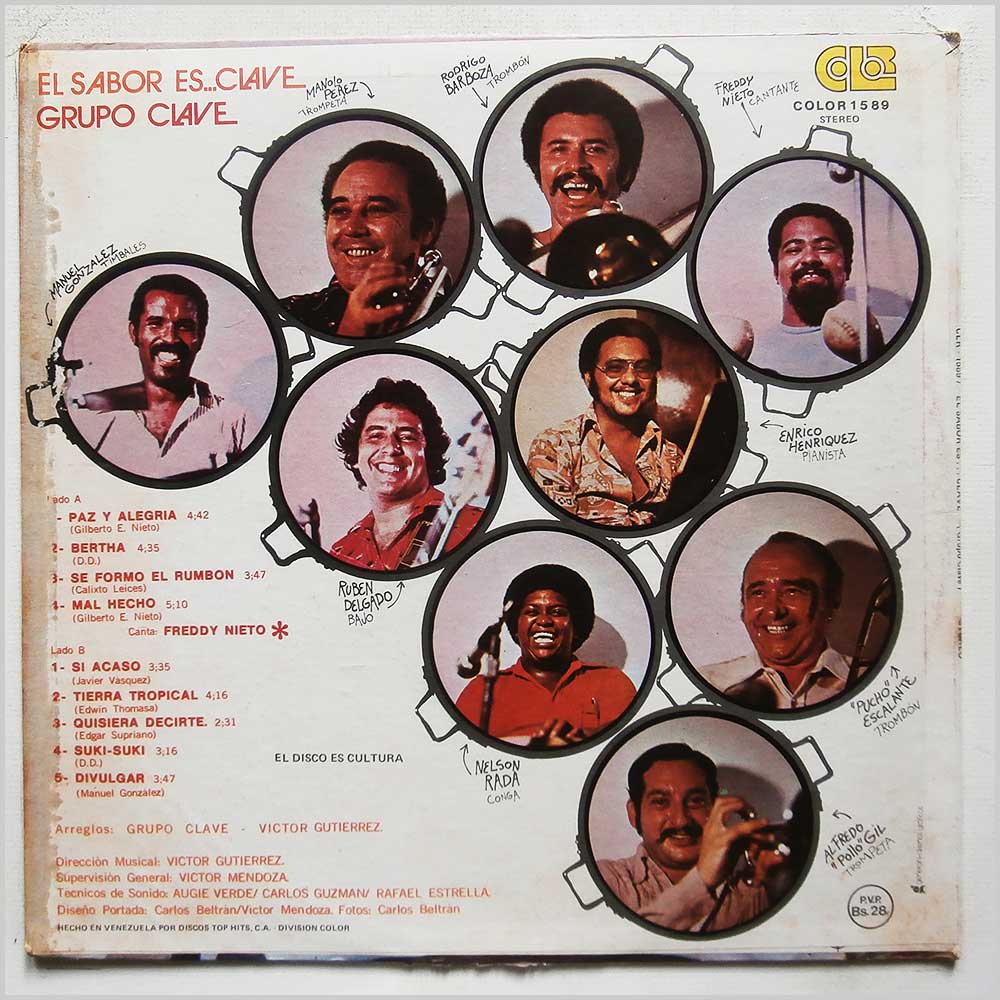 EL SABOR ES...CLAVE
GRUPO CLAVE
MANOLO
PEREZ
TROMPETA
RODRIGO
BARBOZA
TROMBÓN
FREDDY
NIETO CANTANTE
COLOR
COLOR 1589
STEREO
MANUEL
GONZALEZ
TIMBALES
ENRICO
HENRIQUEZ
PIANISTA
RUBEN
DELGADO
BAJO
"PUCHO"
ESCALANTE
TROMBÓN
NELSON
RADA
CONGA
ALFREDO
"Pollo" GIL
TROMPETA
Lado A
- PAZ Y ALEGRIA 4;42
(Gilberto E. Nieto)
2- BERTHA 4;35
(D.D.)
3- SE FORMO EL RUMBON 3;47
(Calixto Leices)
4- MAL HECHO 5;10
(Gilberto E. Nieto)
Canta: FREDDY NIETO *
Lado B
1- SI ACASO 3;35
(Javier Vásquez)
2- TIERRA TROPICAL 4;16
(Edwin Thomasa)
3- QUISIERA DECIRTE. 2;31
(Edgar Supriano)
4- SUKI-SUKI 3;16
(D.D.)
5- DIVULGAR 3;47
(Manuel González)
EL DISCO ES CULTURA
Arreglos: GRUPO CLAVE - VICTOR GUTIERREZ.
Dirección Musical: VICTOR GUTIERREZ.
Supervisión General: VICTOR MENDOZA.
Tecnicos de Sonido: AUGIE VERDE/ CARLOS GUZMAN/ RAFAEL ESTRELLA.
Diseño Portada: Carlos Beltrán/Victor Mendoza. Fotos: Carlos Beltrán
HECHO EN VENEZUELA POR DISCOS TOP HITS, C.A. - DIVISION COLOR
P.V.P.
Bs. 28.